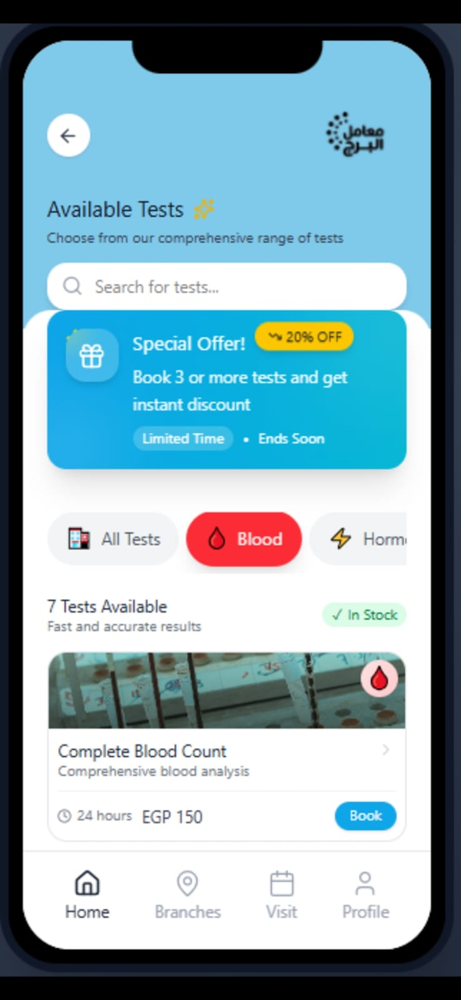 معامل
البرج
Available Tests
Choose from our comprehensive range of tests
Search for tests...
Special Offer!
20% OFF
Book 3 or more tests and get
instant discount
Limited Time • Ends Soon
All Tests
Blood
Horm
7 Tests Available
Fast and accurate results
✓ In Stock
Complete Blood Count
Comprehensive blood analysis
24 hours EGP 150
Book
Home
Branches
Visit
Profile